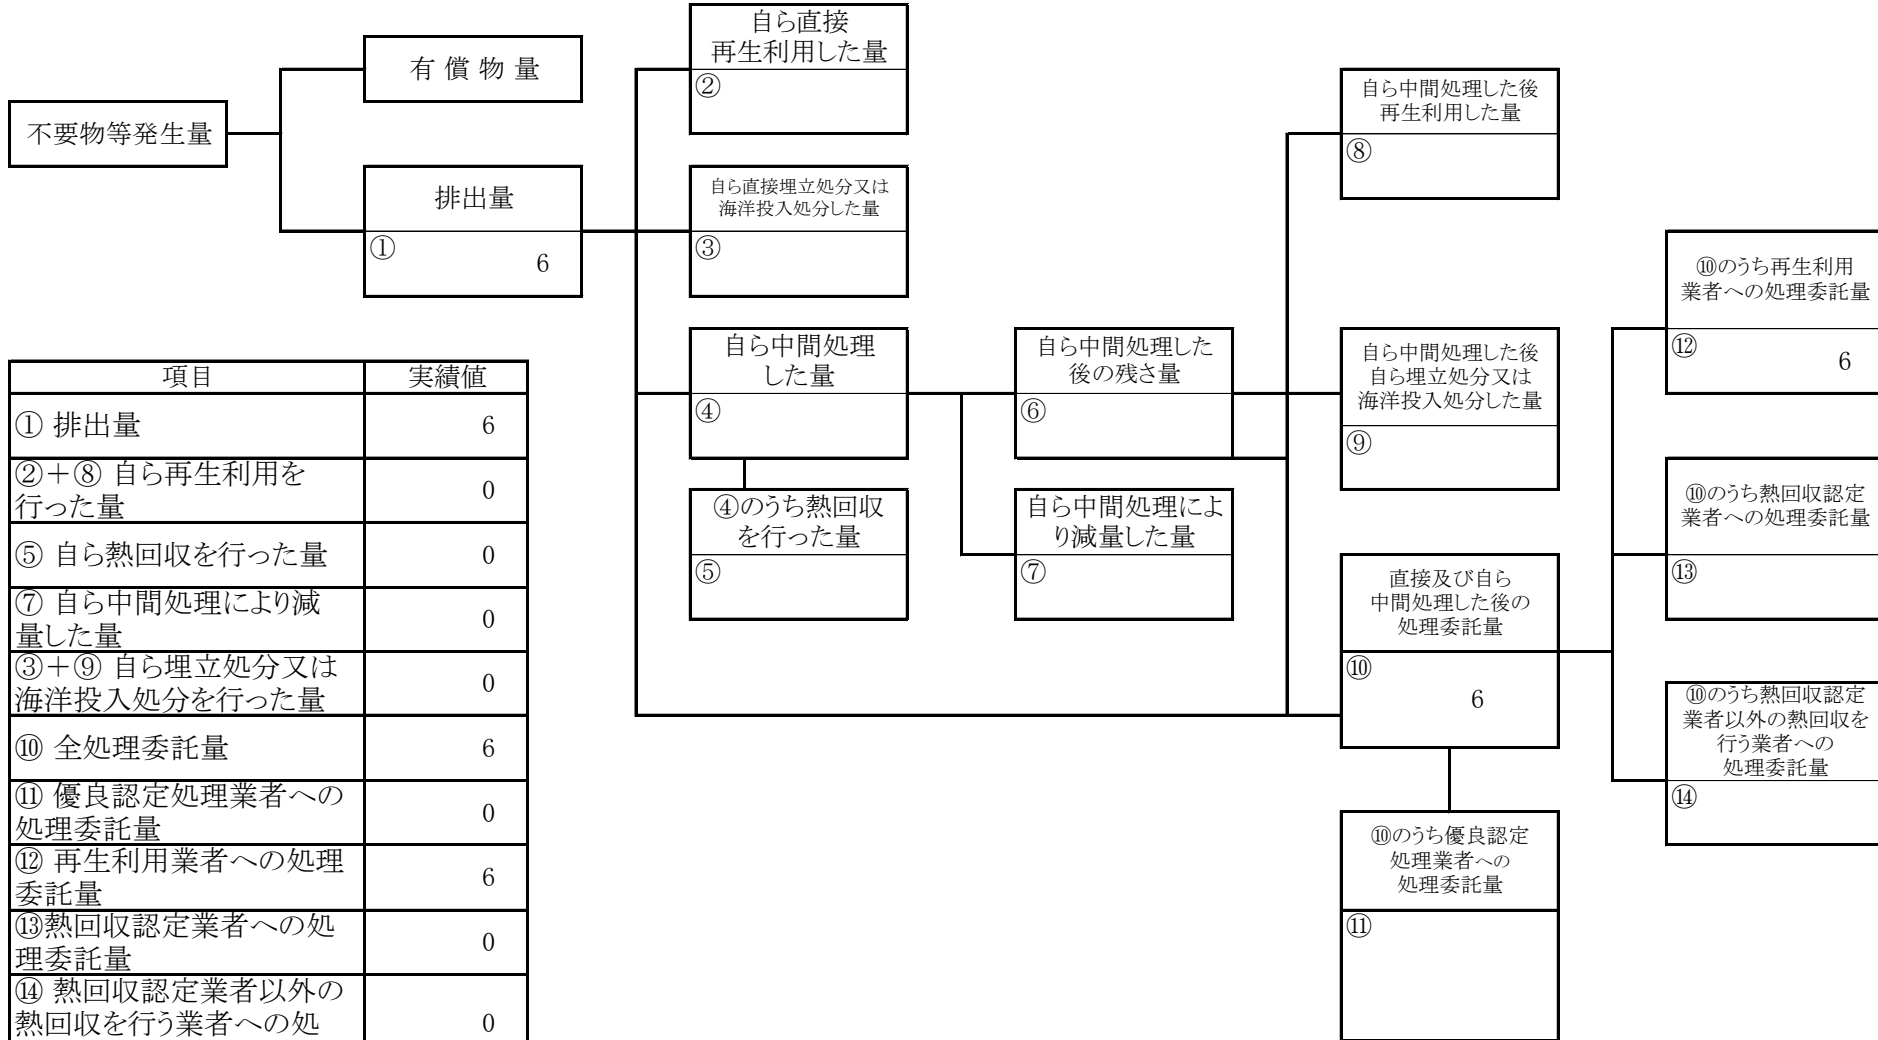 不要物等発生量
有 償 物 量
排出量
①
6
自ら直接
再生利用した量
②
自ら直接埋立処分又は
海洋投入処分した量
③
自ら中間処理
した量
④
④のうち熱回収
を行った量
⑤
自ら中間処理した
後の残さ量
⑥
自ら中間処理によ
り減量した量
⑦
自ら中間処理した後
再生利用した量
⑧
自ら中間処理した後
自ら埋立処分又は
海洋投入処分した量
⑨
直接及び自ら
中間処理した後の
処理委託量
⑩
6
⑩のうち優良認定
処理業者への
処理委託量
⑪
⑩のうち再生利用
業者への処理委託量
⑫
6
⑩のうち熱回収認定
業者への処理委託量
⑬
⑩のうち熱回収認定
業者以外の熱回収を
行う業者への
処理委託量
⑭
項目 実績値
① 排出量 6
②＋⑧ 自ら再生利用を
行った量 0
⑤ 自ら熱回収を行った量 0
⑦ 自ら中間処理により減
量した量 0
③＋⑨ 自ら埋立処分又は
海洋投入処分を行った量 0
⑩ 全処理委託量 6
⑪ 優良認定処理業者への
処理委託量 0
⑫ 再生利用業者への処理
委託量 6
⑬熱回収認定業者への処
理委託量 0
⑭ 熱回収認定業者以外の
熱回収を行う業者への処 0